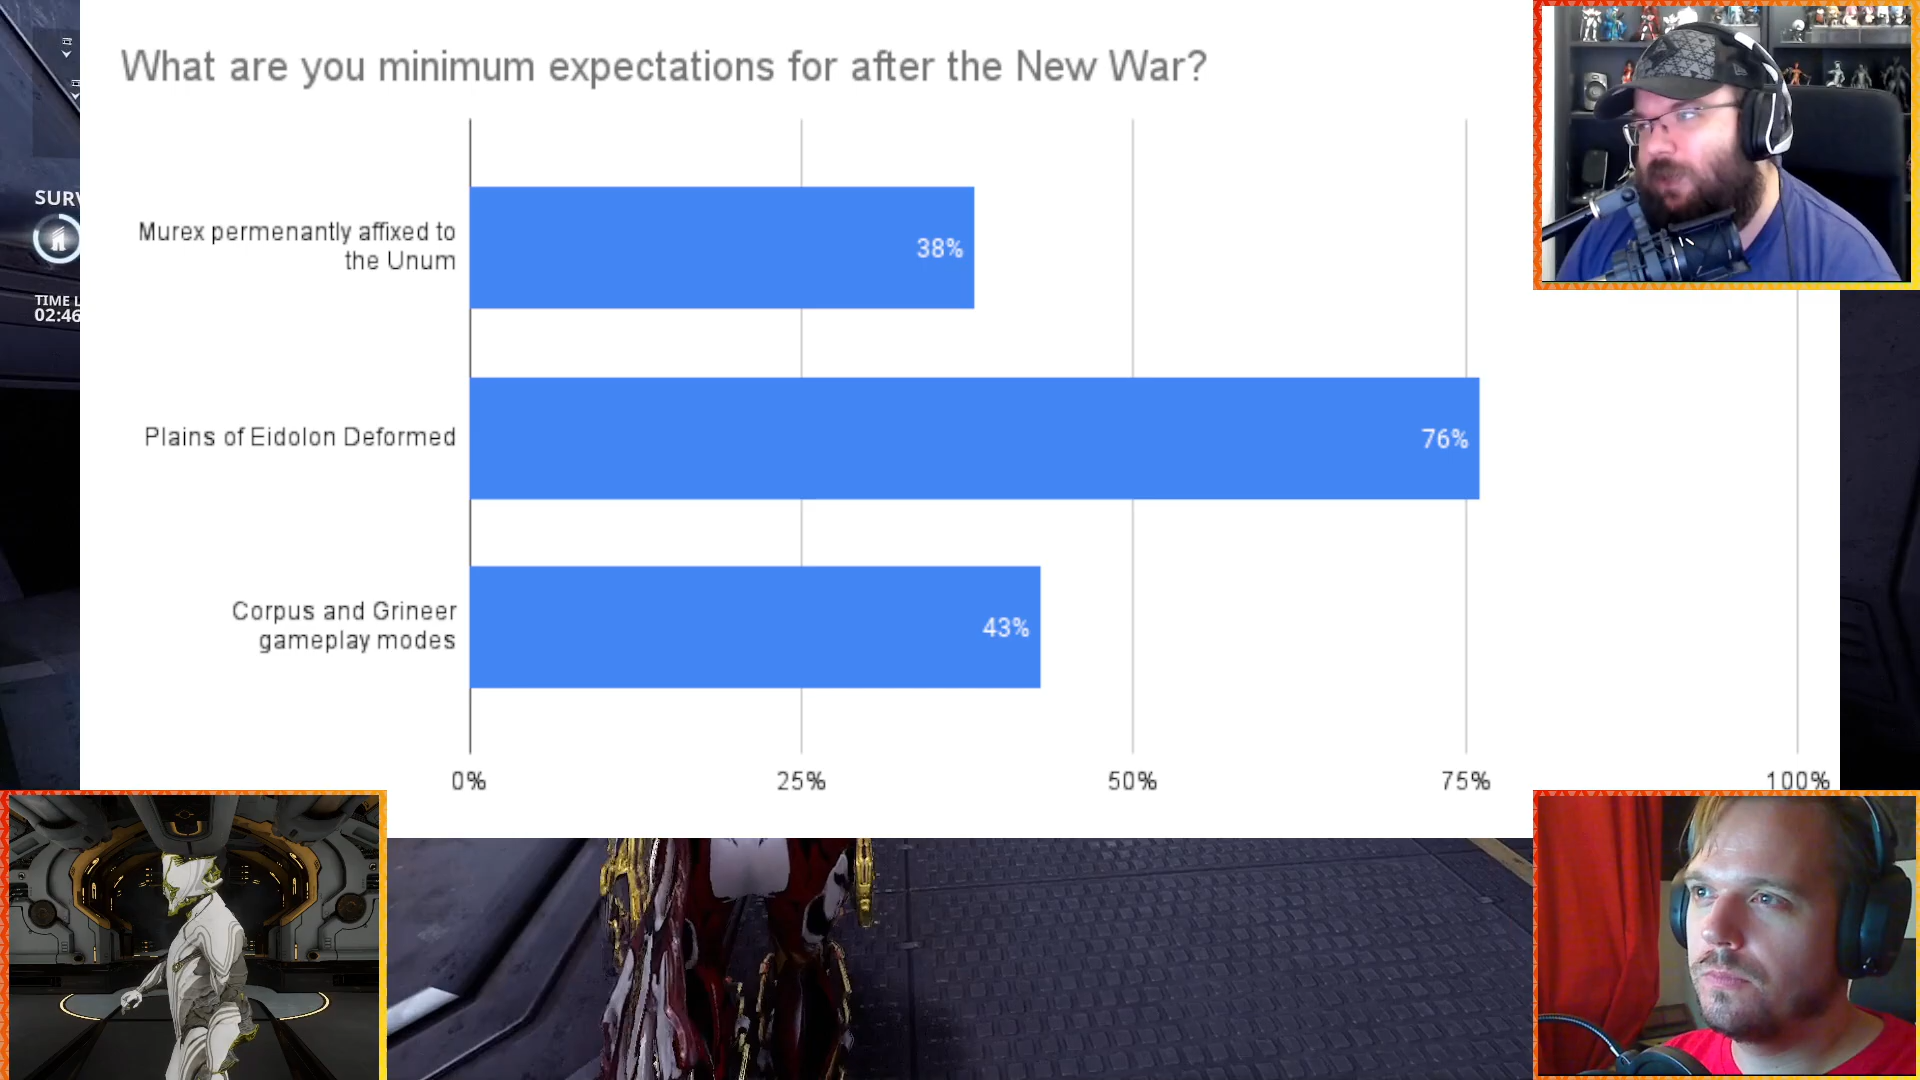 What are you minimum expectations for after the New War?
Murex permenantly affixed to
the Unum
38%
Plains of Eidolon Deformed
76%
Corpus and Grineer
gameplay modes
43%
0%
25%
50%
75%
100%
SURV
TIME L
02:46